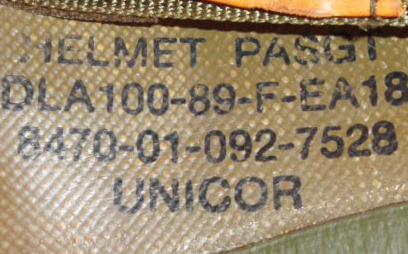 HELMET PASGT
DLA100-89-F-EA18
8470-01-092-7528
UNICOR